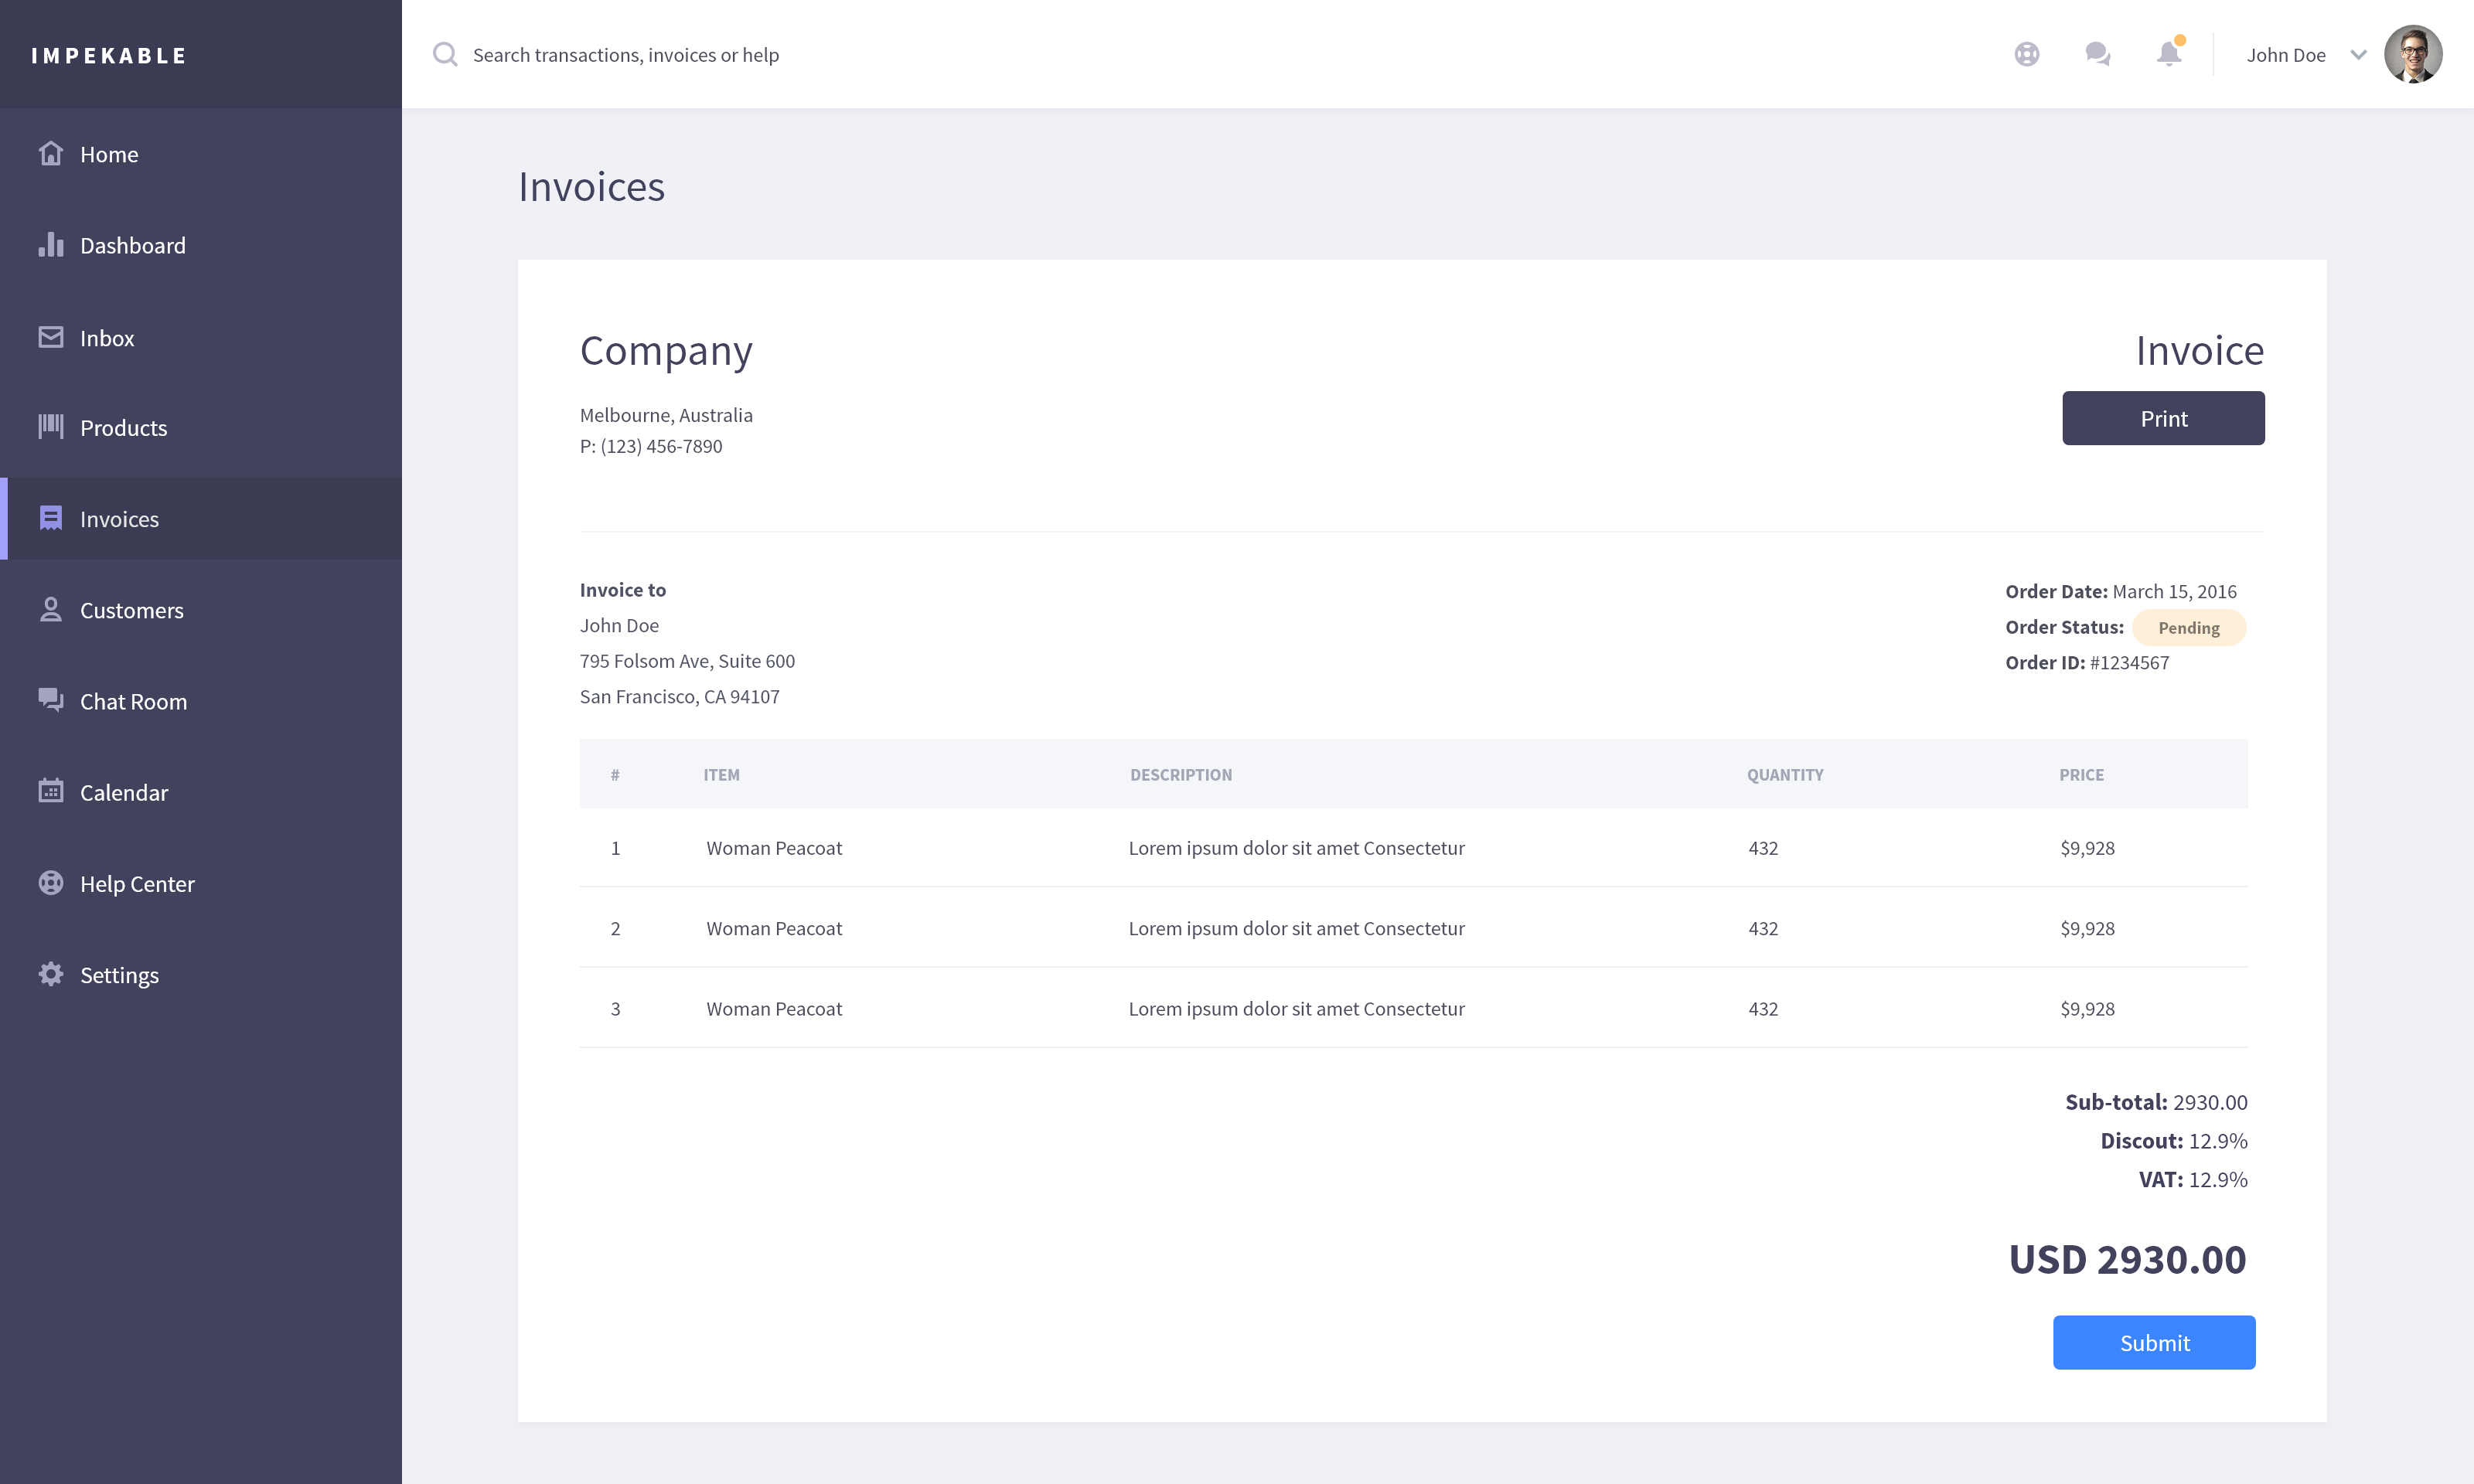 IMPEKABLE
Search transactions, invoices or help
John Doe
Home
Dashboard
Inbox
Products
Invoices
Customers
Chat Room
Calendar
Help Center
Settings
Invoices
Company
Melbourne, Australia
P: (123) 456-7890
Invoice
Print
Invoice to
John Doe
795 Folsom Ave, Suite 600
San Francisco, CA 94107
Order Date: March 15, 2016
Order Status: Pending
Order ID: #1234567
# ITEM DESCRIPTION QUANTITY PRICE
1 Woman Peacoat Lorem ipsum dolor sit amet Consectetur 432 $9,928
2 Woman Peacoat Lorem ipsum dolor sit amet Consectetur 432 $9,928
3 Woman Peacoat Lorem ipsum dolor sit amet Consectetur 432 $9,928
Sub-total: 2930.00
Discout: 12.9%
VAT: 12.9%
USD 2930.00
Submit